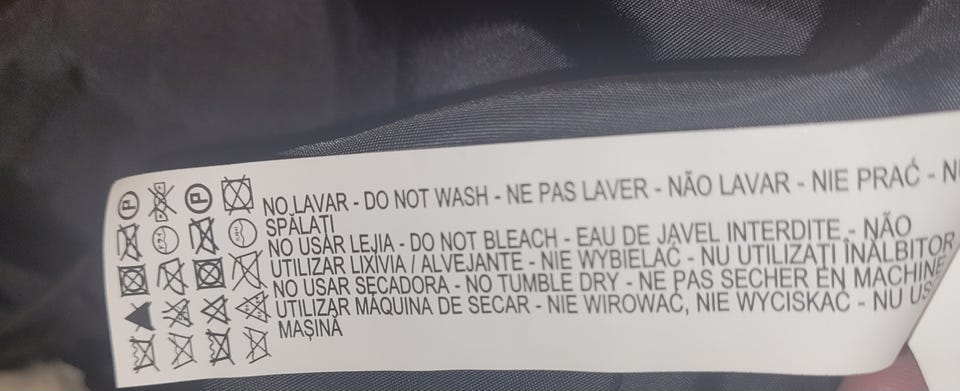 NO LAVAR - DO NOT WASH - NE PAS LAVER - NÃO LAVAR - NIE PRAĆ - NU
SPĂLAȚI
NO USAR LEJIA - DO NOT BLEACH - EAU DE JAVEL INTERDITE - NÃO
UTILIZAR LIXIVIA / ALVEJANTE - NIE WYBIELAĆ - NU UTILIZAȚI ÎNĂLBITOR
NO USAR SECADORA - NO TUMBLE DRY - NE PAS SECHER EN MACHINE
UTILIZAR MÁQUINA DE SECAR - NIE WIROWAĆ, NIE WYCISKAĆ - NU
MAȘINĂ